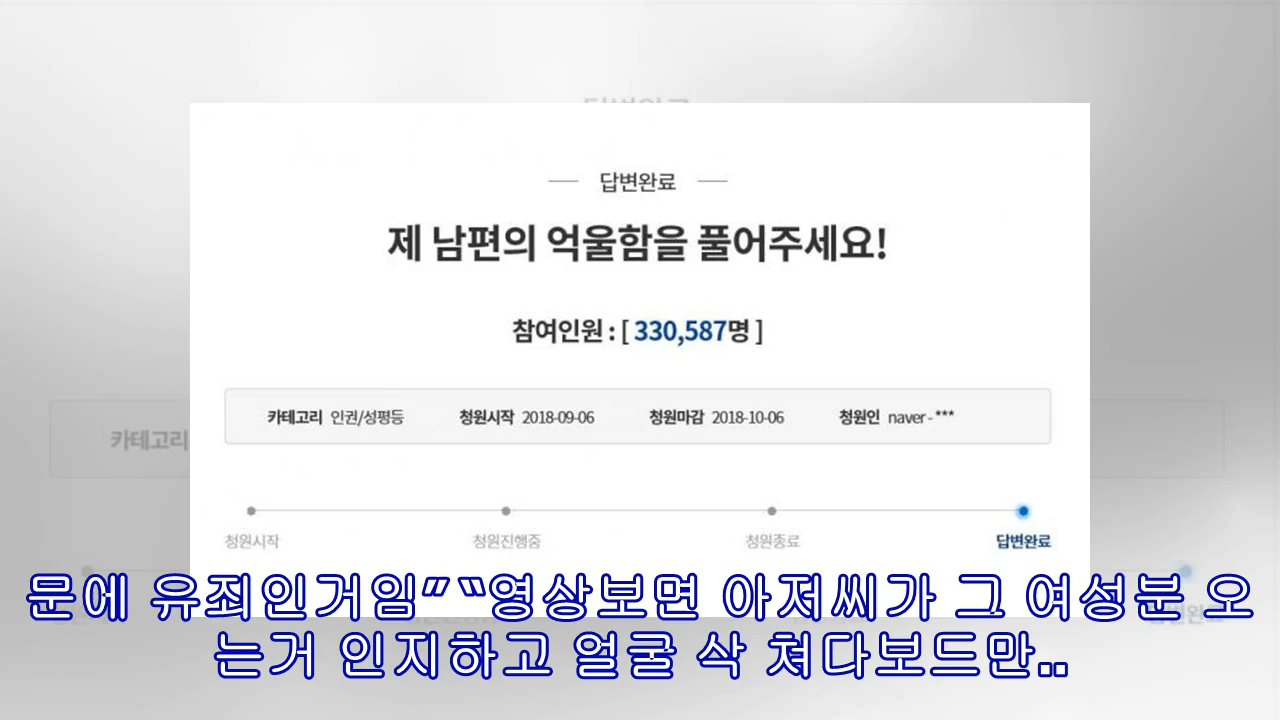 답변완료
제 남편의 억울함을 풀어주세요!
참여인원 : [ 330,587명 ]
카테고리 인권/성평등 청원시작 2018-09-06 청원마감 2018-10-06 청원인 naver - ***
카테고리
청원시작 청원진행중 청원종료 답변완료
문에 유죄인거임” “영상보면 아저씨가 그 여성분 오
는거 인지하고 얼굴 삭 쳐다보드만..